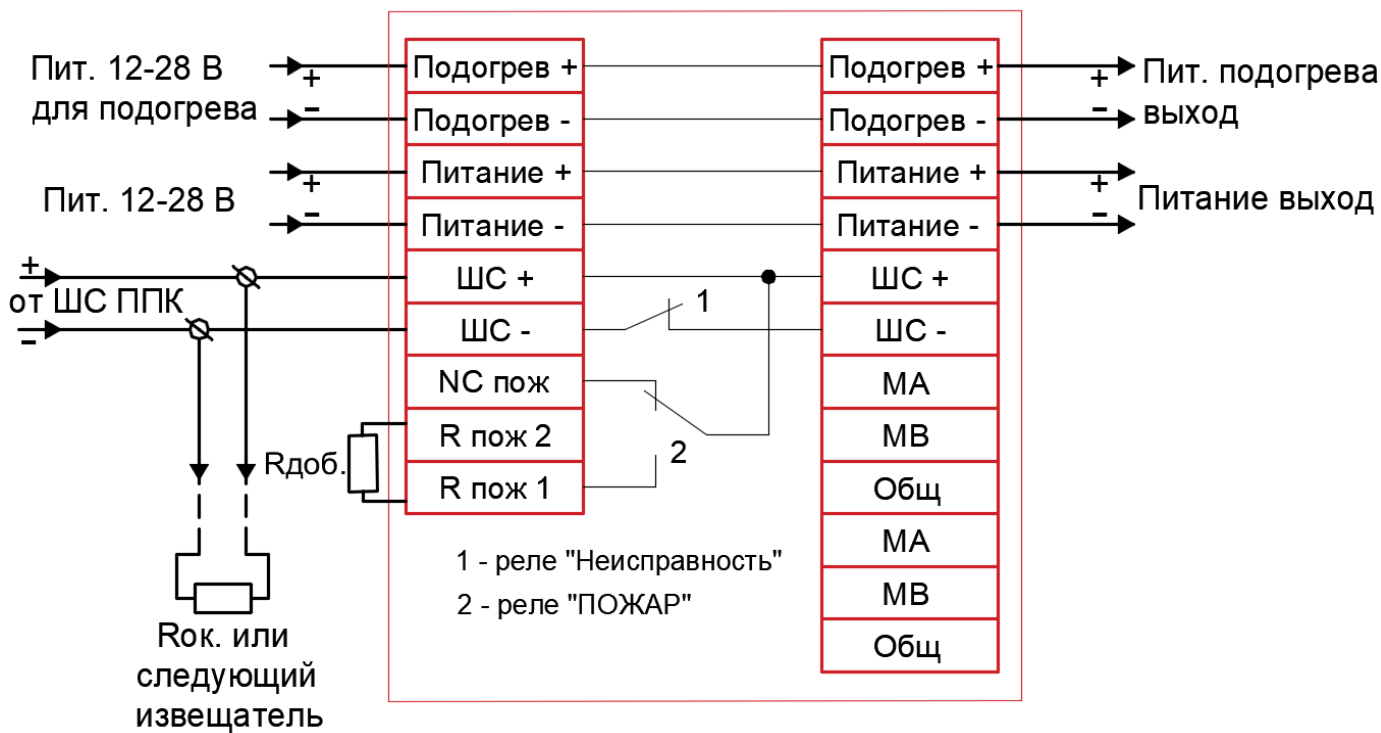 Пит. 12-28 В
для подогрева
+
-
Пит. 12-28 В
+
-
+
от ШС ППК
-
Rдоб.
Rок. или
следующий
извещатель
Подогрев +
Подогрев -
Питание +
Питание -
ШС +
ШС -
NC пож
R пож 2
R пож 1
1
2
1 - реле "Неисправность"
2 - реле "ПОЖАР"
Подогрев +
Подогрев -
Питание +
Питание -
ШС +
ШС -
МА
МВ
Общ
МА
МВ
Общ
+
-
Пит. подогрева
выход
+
-
Питание выход